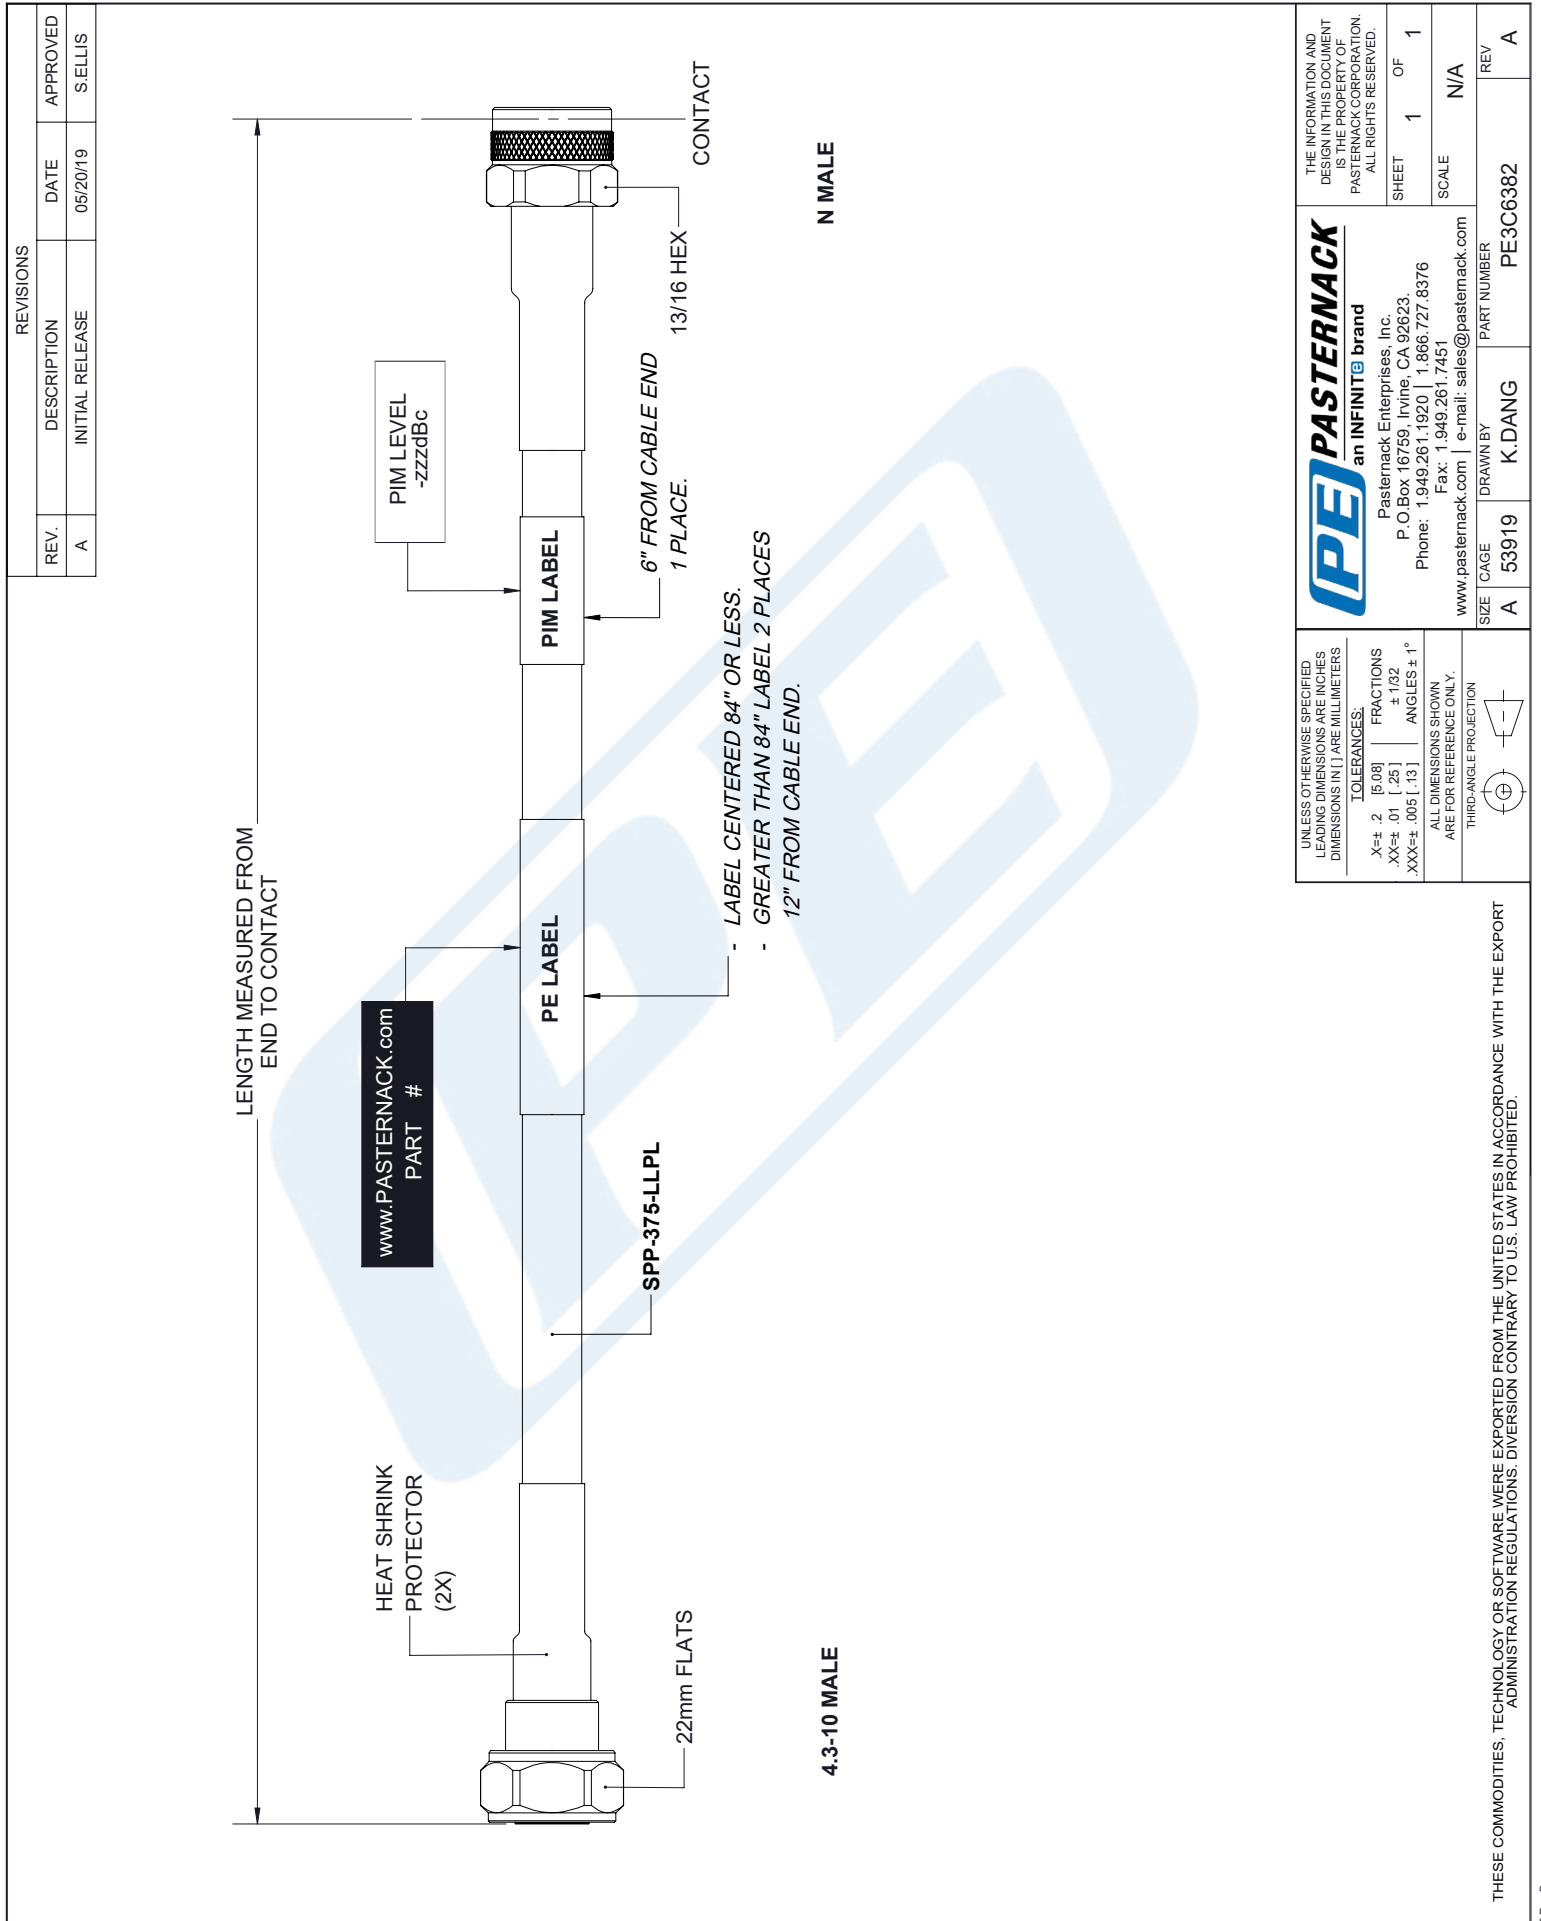 REVISIONS
REV. DESCRIPTION DATE APPROVED
A INITIAL RELEASE 05/20/19 S.ELLIS
LENGTH MEASURED FROM
END TO CONTACT
HEAT SHRINK
PROTECTOR
(2X)
www.PASTERNACK.com
PART #
PIM LEVEL
-zzzdBc
PE LABEL
PIM LABEL
22mm FLATS
SPP-375-LLPL
- LABEL CENTERED 84" OR LESS.
- GREATER THAN 84" LABEL 2 PLACES
12" FROM CABLE END.
6" FROM CABLE END
1 PLACE.
13/16 HEX
CONTACT
4.3-10 MALE
N MALE
THESE COMMODITIES, TECHNOLOGY OR SOFTWARE WERE EXPORTED FROM THE UNITED STATES IN ACCORDANCE WITH THE EXPORT
ADMINISTRATION REGULATIONS. DIVERSION CONTRARY TO U.S. LAW PROHIBITED.
UNLESS OTHERWISE SPECIFIED
LEADING DIMENSIONS ARE INCHES
DIMENSIONS IN [ ] ARE MILLIMETERS
TOLERANCES:
.X=± .2 [5.08] FRACTIONS
.XX=± .01 [ .25] ± 1/32
.XXX=± .005 [ .13] ANGLES ± 1°
ALL DIMENSIONS SHOWN
ARE FOR REFERENCE ONLY.
THIRD-ANGLE PROJECTION
PE PASTERNACK
an INFINITe brand
Pasternack Enterprises, Inc.
P.O.Box 16759, Irvine, CA 92623.
Phone: 1.949.261.1920 | 1.866.727.8376
Fax: 1.949.261.7451
www.pasternack.com | e-mail: sales@pasternack.com
THE INFORMATION AND
DESIGN IN THIS DOCUMENT
IS THE PROPERTY OF
PASTERNACK CORPORATION.
ALL RIGHTS RESERVED.
SHEET 1 OF 1
SCALE N/A
SIZE A
CAGE 53919
DRAWN BY K.DANG
PART NUMBER PE3C6382
REV A